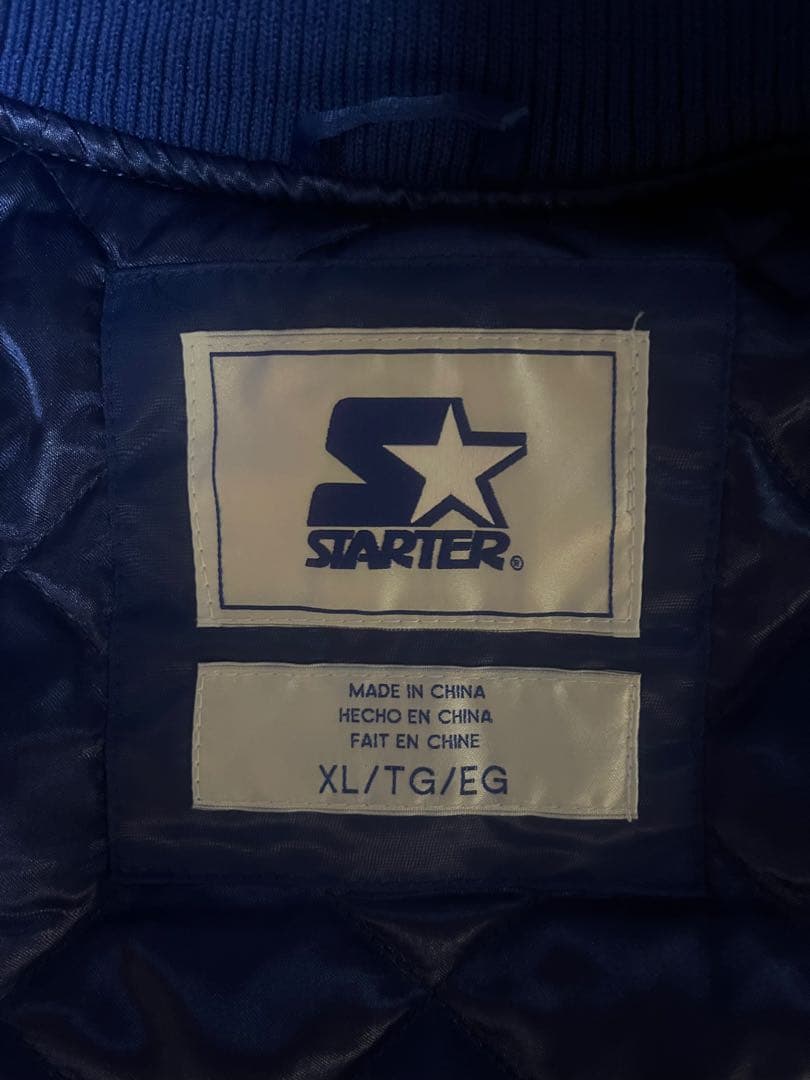 STARTER®
MADE IN CHINA
HECHO EN CHINA
FAIT EN CHINE
XL/TG/EG